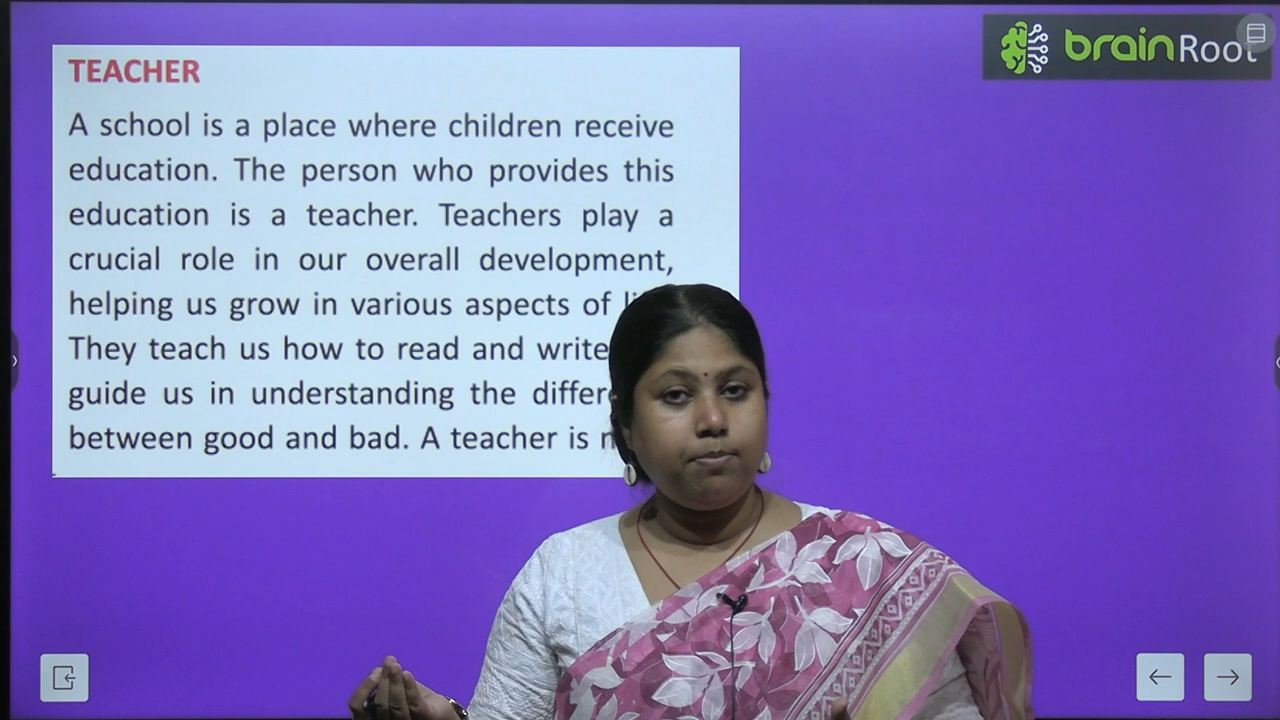 brainRoot
TEACHER
A school is a place where children receive
education. The person who provides this
education is a teacher. Teachers play a
crucial role in our overall development,
helping us grow in various aspects of
They teach us how to read and write
guide us in understanding the
between good and bad. A teacher is